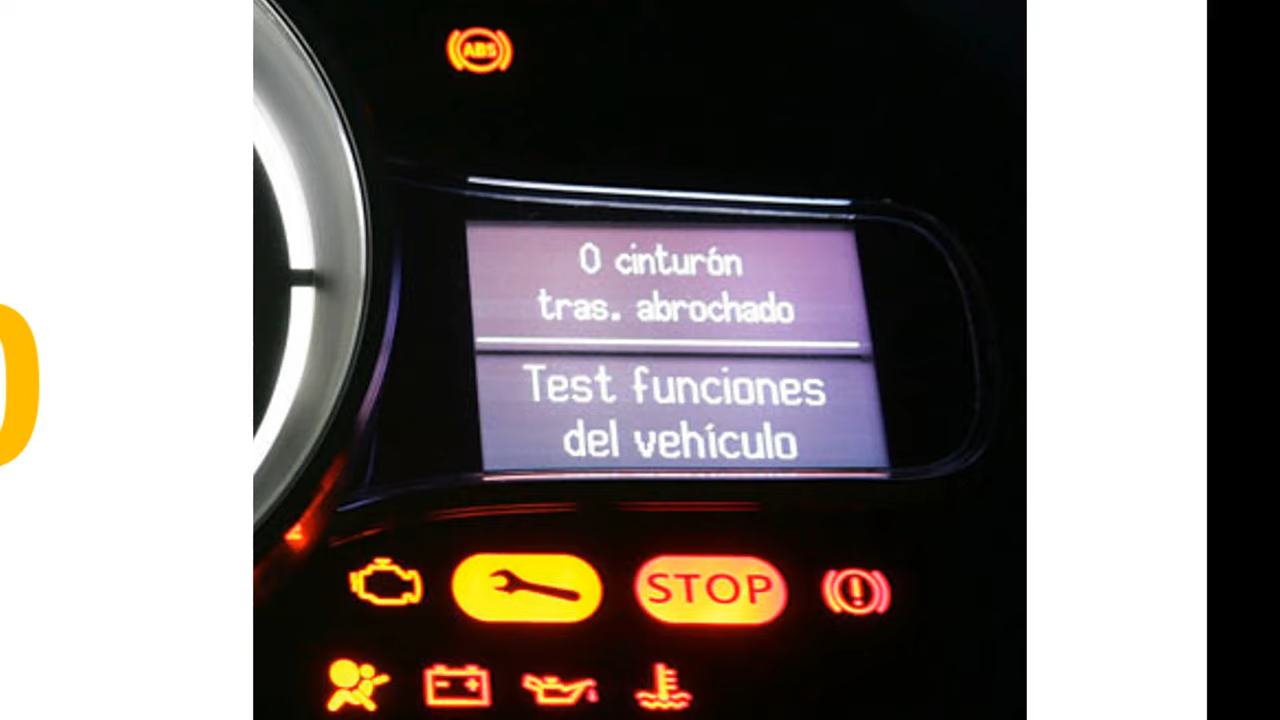 ABS
0 cinturón
tras. abrochado
Test funciones
del vehículo
STOP